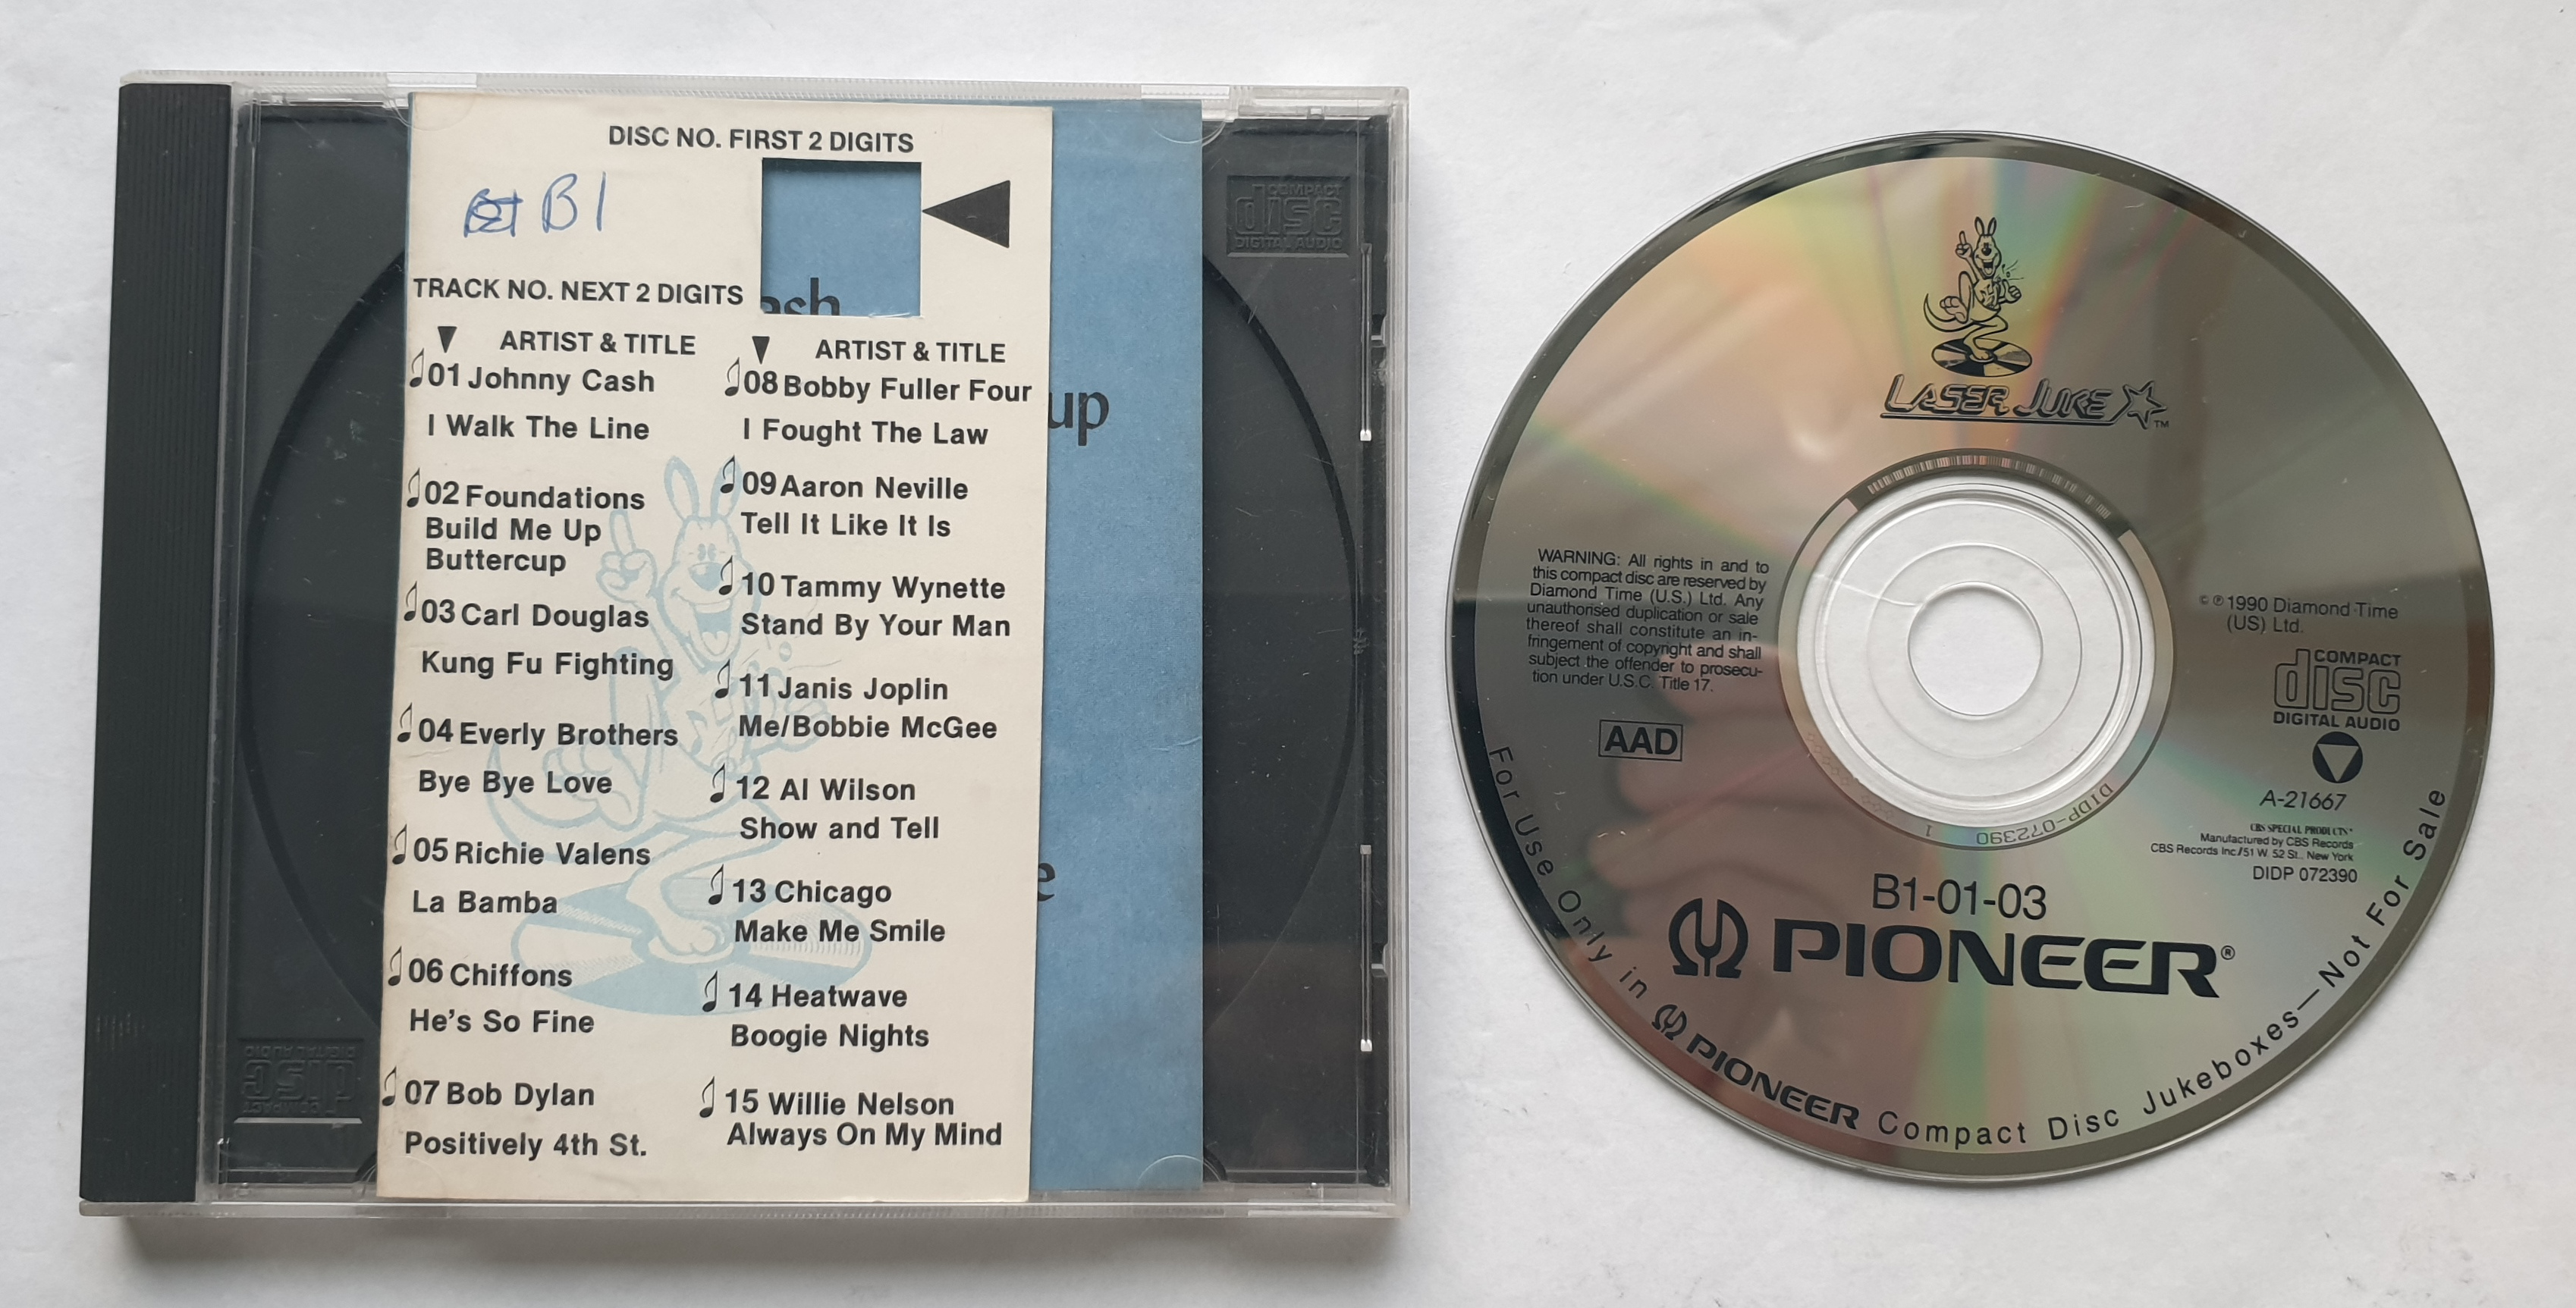 DISC NO. FIRST 2 DIGITS
B1
TRACK NO. NEXT 2 DIGITS
ash
ARTIST & TITLE
01 Johnny Cash
I Walk The Line
02 Foundations
Build Me Up
Buttercup
03 Carl Douglas
Kung Fu Fighting
04 Everly Brothers
Bye Bye Love
05 Richie Valens
La Bamba
06 Chiffons
He's So Fine
07 Bob Dylan
Positively 4th St.
ARTIST & TITLE
08 Bobby Fuller Four
I Fought The Law
09 Aaron Neville
Tell It Like It Is
10 Tammy Wynette
Stand By Your Man
11 Janis Joplin
Me/Bobbie McGee
12 Al Wilson
Show and Tell
13 Chicago
Make Me Smile
14 Heatwave
Boogie Nights
15 Willie Nelson
Always On My Mind
up
e
COMPACT
disc
DIGITAL AUDIO
COMPACT
disc
DIGITAL AUDIO
LASER JUKE TM
WARNING: All rights in and to
this compact disc are reserved by
Diamond Time (U.S.) Ltd. Any
unauthorised duplication or sale
thereof shall constitute an in-
fringement of copyright and shall
subject the offender to prosecu-
tion under U.S.C. Title 17.
AAD
© ℗ 1990 Diamond Time
(US) Ltd.
COMPACT
disc
DIGITAL AUDIO
A-21667
CBS SPECIAL PRODUCTS
Manufactured by CBS Records
CBS Records Inc./51 W. 52 St., New York
DIDP 072390
DIDP-072390 1
B1-01-03
PIONEER®
For Use Only in PIONEER Compact Disc Jukeboxes—Not For Sale